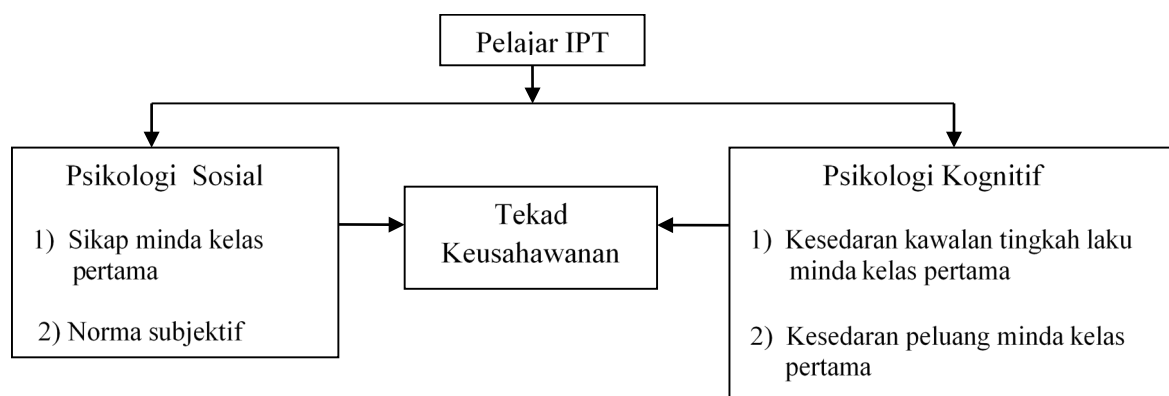 Pelajar IPT
Psikologi Sosial
1) Sikap minda kelas
pertama
2) Norma subjektif
Tekad
Keusahawanan
Psikologi Kognitif
1) Kesedaran kawalan tingkah laku
minda kelas pertama
2) Kesedaran peluang minda kelas
pertama